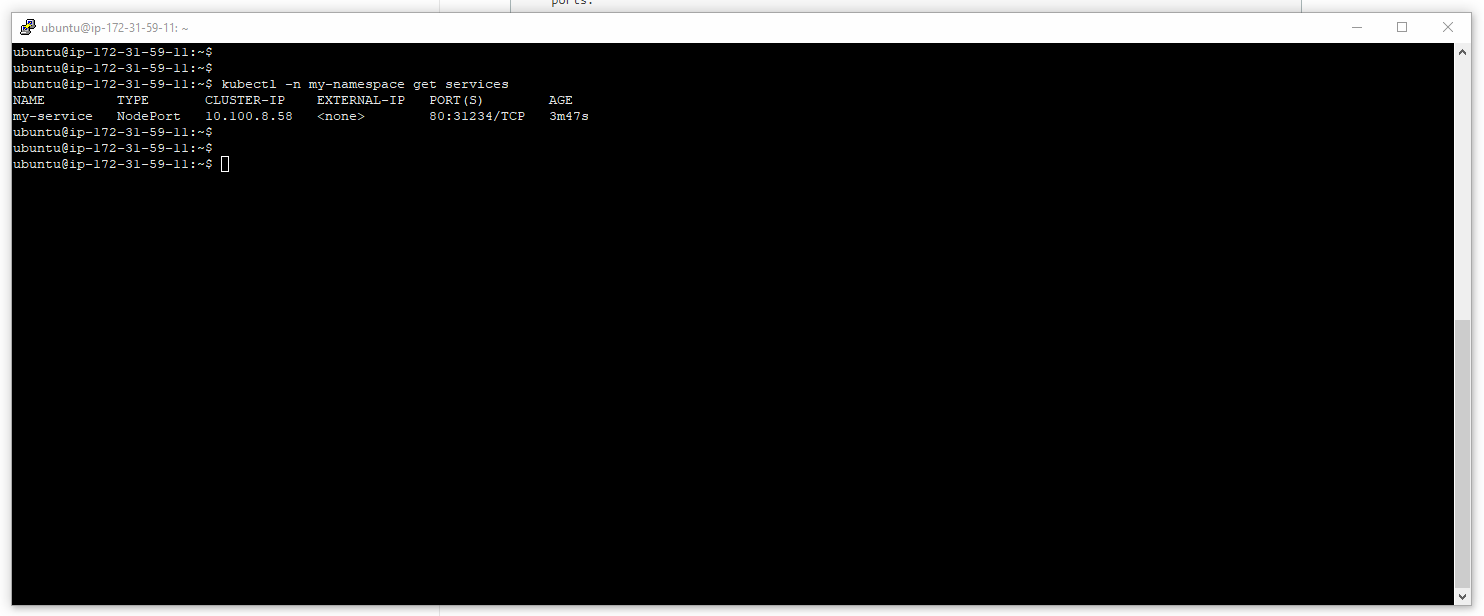 ports:
ubuntu@ip-172-31-59-11: ~
ubuntu@ip-172-31-59-11:~$
ubuntu@ip-172-31-59-11:~$
ubuntu@ip-172-31-59-11:~$ kubectl -n my-namespace get services
NAME         TYPE       CLUSTER-IP    EXTERNAL-IP   PORT(S)        AGE
my-service   NodePort   10.100.8.58   <none>        80:31234/TCP   3m47s
ubuntu@ip-172-31-59-11:~$
ubuntu@ip-172-31-59-11:~$
ubuntu@ip-172-31-59-11:~$